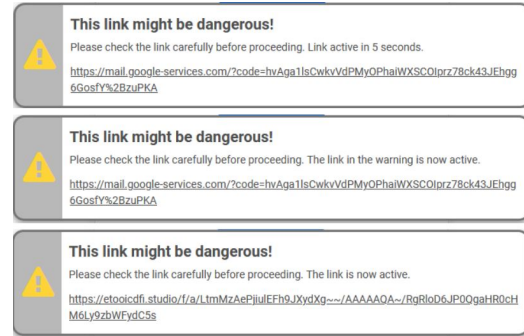 This link might be dangerous!
Please check the link carefully before proceeding. Link active in 5 seconds.
https://mail.google-services.com/?code=hvAga1lsCwkvVdPMyOPhaiWXSCOIprz78ck43JEhgg
6GosfY%2BzuPKA
This link might be dangerous!
Please check the link carefully before proceeding. The link in the warning is now active.
https://mail.google-services.com/?code=hvAga1lsCwkvVdPMyOPhaiWXSCOIprz78ck43JEhgg
6GosfY%2BzuPKA
This link might be dangerous!
Please check the link carefully before proceeding. The link is now active.
https://etooicdfi.studio/f/a/LtmMzAePjiulEFh9JXydXg~~/AAAAAQA~/RgRloD6JP0QgaHR0cH
M6Ly9zbWFydC5s